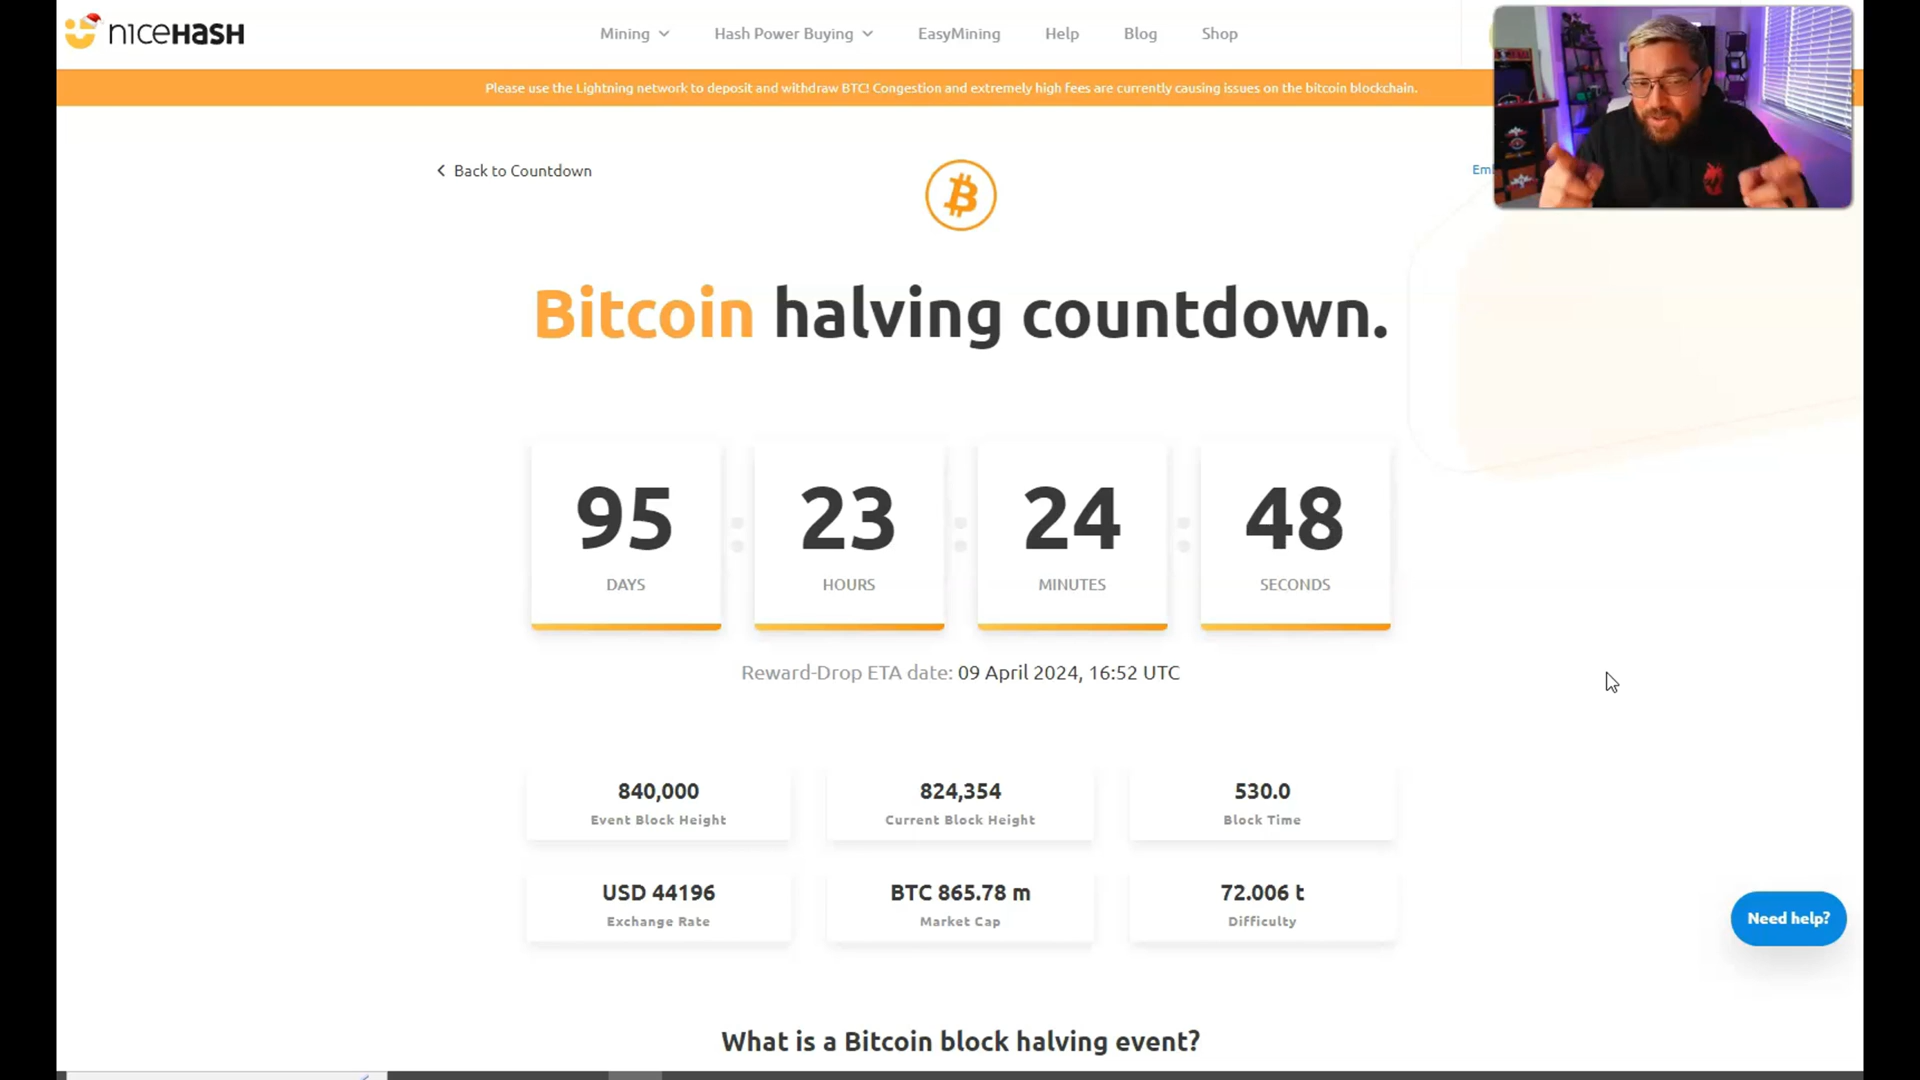 nıceHasH
Mining
Hash Power Buying
EasyMining
Help
Blog
Shop
Please use the Lightning network to deposit and withdraw BTC! Congestion and extremely high fees are currently causing issues on the bitcoin blockchain.
Back to Countdown
Bitcoin halving countdown.
95 : 23 : 24 : 48
DAYS HOURS MINUTES SECONDS
Reward-Drop ETA date: 09 April 2024, 16:52 UTC
840,000 824,354 530.0
Event Block Height Current Block Height Block Time
USD 44196 BTC 865.78 m 72.006 t
Exchange Rate Market Cap Difficulty
Need help?
What is a Bitcoin block halving event?